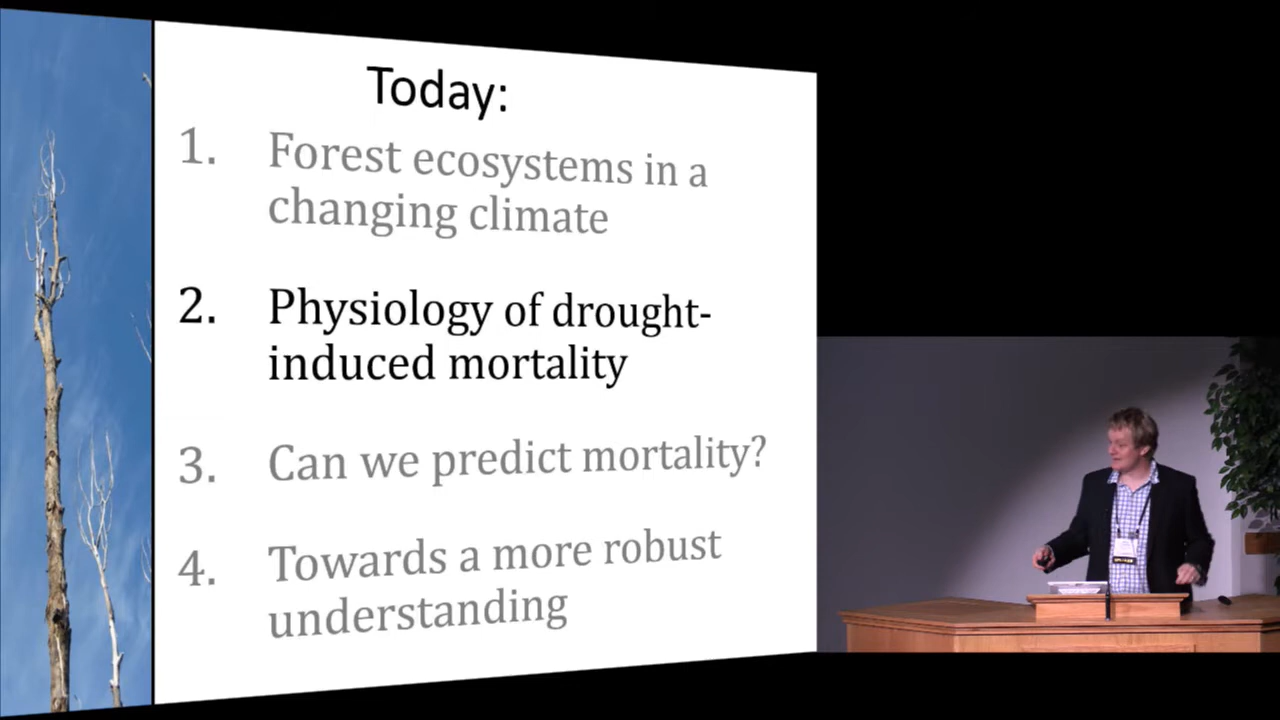 Today:
1. Forest ecosystems in a
changing climate
2. Physiology of drought-
induced mortality
3. Can we predict mortality?
4. Towards a more robust
understanding